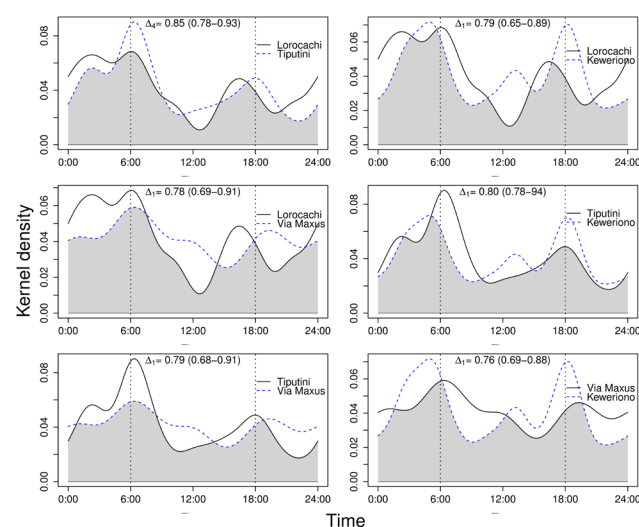 Δ4= 0.85 (0.78−0.93)
Lorocachi
Tiputini
0.00 0.04 0.08
0:00 6:00 12:00 18:00 24:00
Δ1= 0.79 (0.65−0.89)
Lorocachi
Keweriono
0.00 0.02 0.04 0.06
0:00 6:00 12:00 18:00 24:00
Kernel density
Δ1= 0.78 (0.69−0.91)
Lorocachi
Via Maxus
0.00 0.02 0.04 0.06
0:00 6:00 12:00 18:00 24:00
Δ1= 0.80 (0.78−94)
Tiputini
Keweriono
0.00 0.04 0.08
0:00 6:00 12:00 18:00 24:00
Δ1= 0.79 (0.68−0.91)
Tiputini
Via Maxus
0.00 0.04 0.08
0:00 6:00 12:00 18:00 24:00
Δ1= 0.76 (0.69−0.88)
Via Maxus
Keweriono
0.00 0.02 0.04 0.06
0:00 6:00 12:00 18:00 24:00
Time